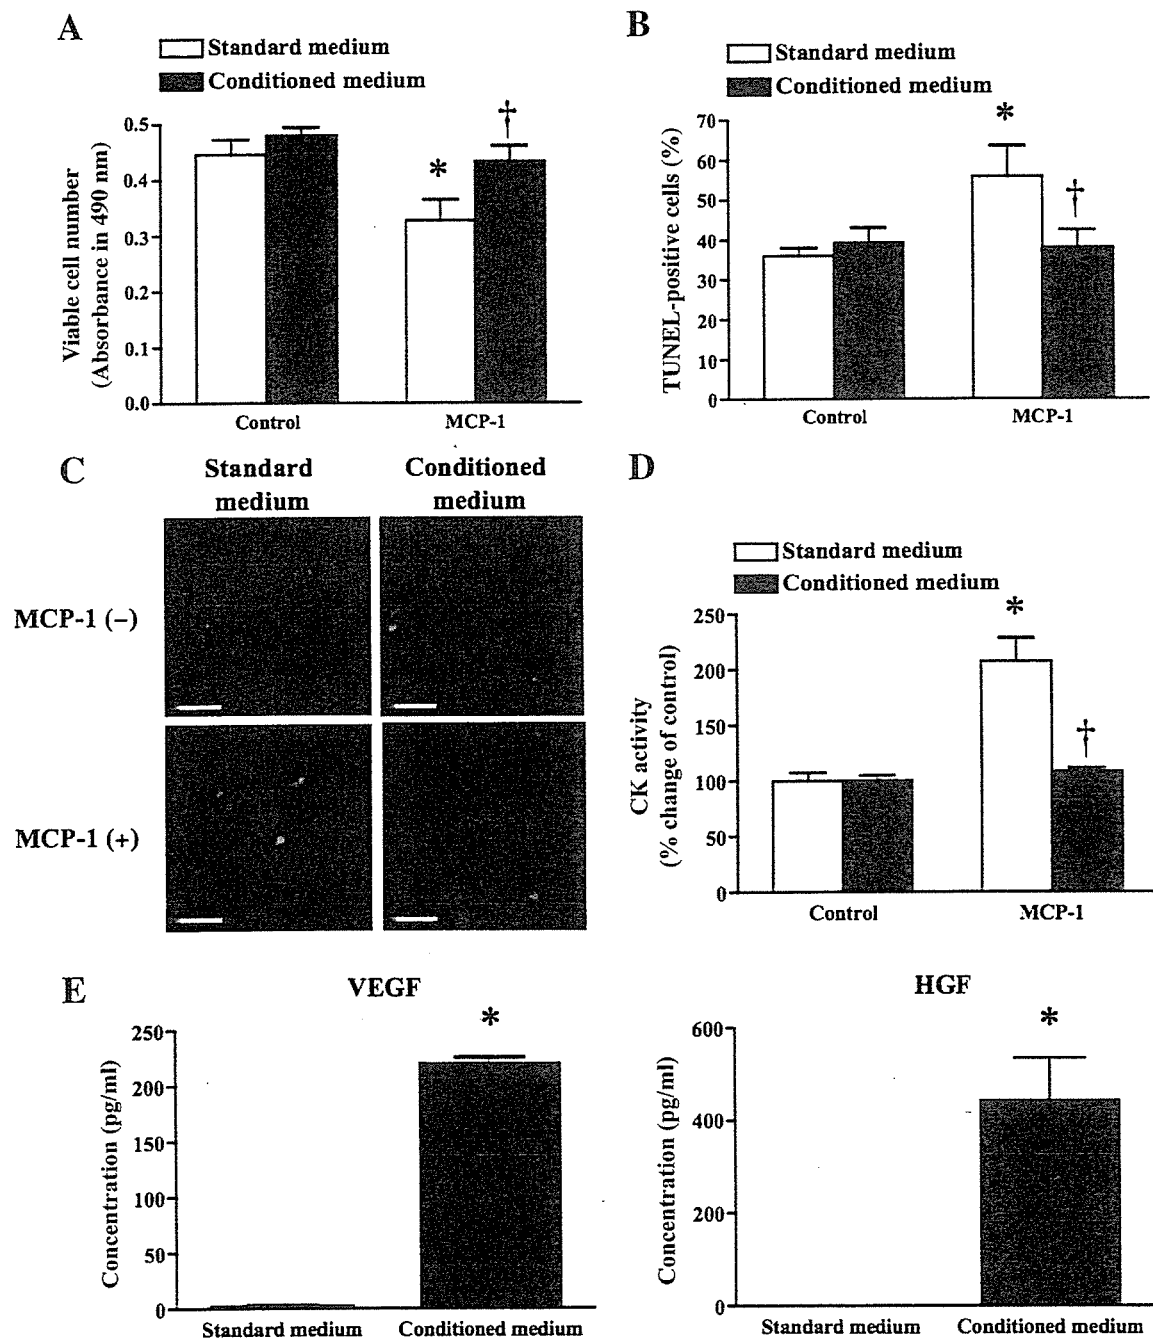 A
Standard medium
Conditioned medium
†
*
0.5
0.4
0.3
0.2
0.1
0.0
Viable cell number
(Absorbance in 490 nm)
Control
MCP-1
B
Standard medium
Conditioned medium
*
†
70
60
50
40
30
20
10
0
TUNEL-positive cells (%)
Control
MCP-1
C
Standard
medium
Conditioned
medium
MCP-1 (–)
MCP-1 (+)
D
Standard medium
Conditioned medium
*
†
250
200
150
100
50
0
CK activity
(% change of control)
Control
MCP-1
E
VEGF
*
250
200
150
100
50
0
Concentration (pg/ml)
Standard medium
Conditioned medium
HGF
*
600
400
200
0
Concentration (pg/ml)
Standard medium
Conditioned medium